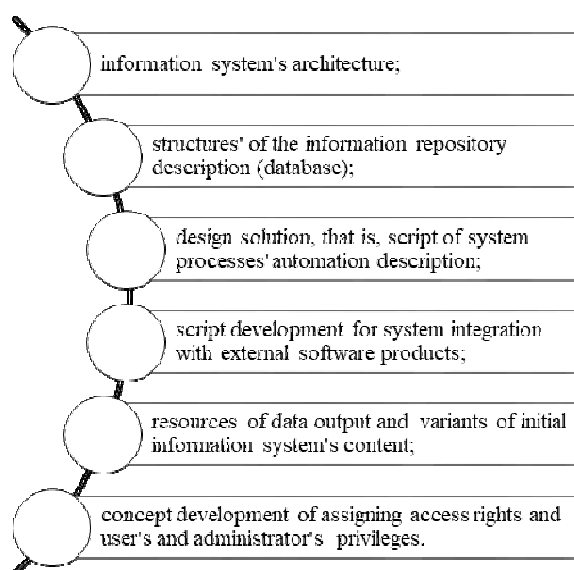 information system's architecture;
structures' of the information repository
description (database);
design solution, that is, script of system
processes' automation description;
script development for system integration
with external software products;
resources of data output and variants of initial
information system's content;
concept development of assigning access rights and
user's and administrator's privileges.